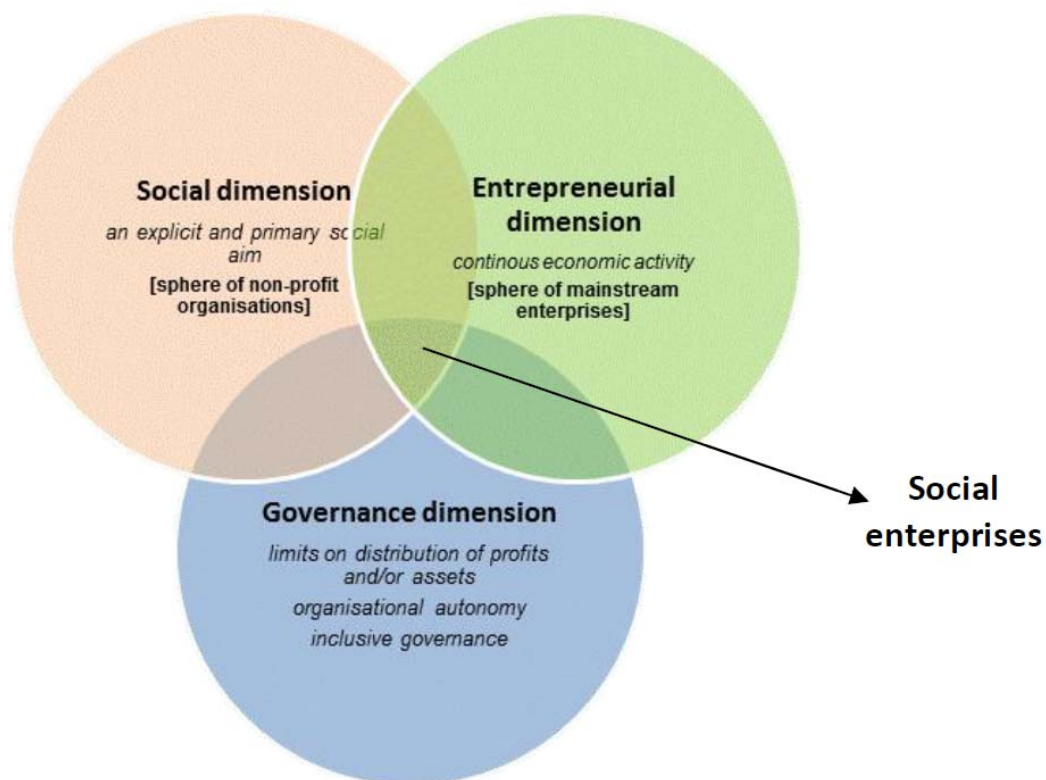 Social dimension
an explicit and primary social
aim
[sphere of non-profit
organisations]
Entrepreneurial
dimension
continous economic activity
[sphere of mainstream
enterprises]
Governance dimension
limits on distribution of profits
and/or assets
organisational autonomy
inclusive governance
Social
enterprises